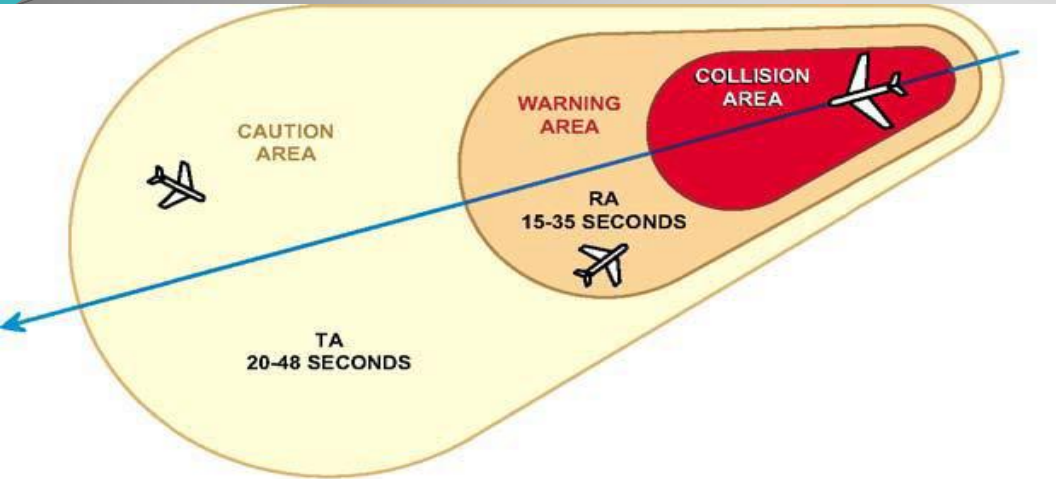 COLLISION
AREA
WARNING
AREA
CAUTION
AREA
RA
15-35 SECONDS
TA
20-48 SECONDS